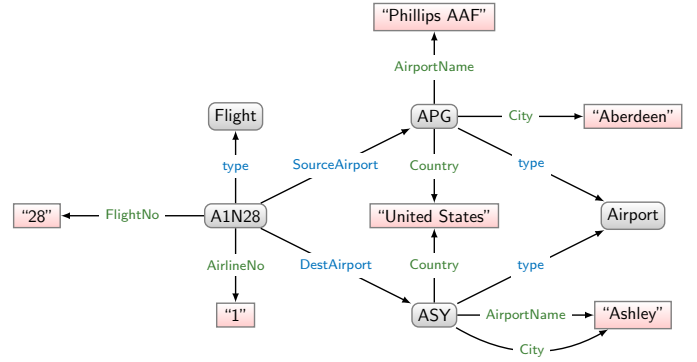 “Phillips AAF”
AirportName
Flight
APG
City
“Aberdeen”
type
SourceAirport
Country
type
“28”
FlightNo
A1N28
“United States”
Airport
AirlineNo
DestAirport
Country
type
“1”
ASY
AirportName
“Ashley”
City